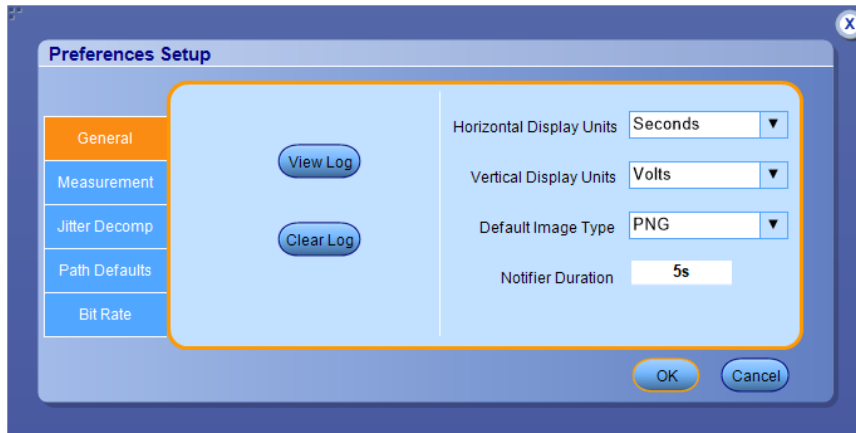 X
Preferences Setup
General
Measurement
Jitter Decomp
Path Defaults
Bit Rate
View Log
Clear Log
Horizontal Display Units Seconds
Vertical Display Units Volts
Default Image Type PNG
Notifier Duration 5s
OK Cancel